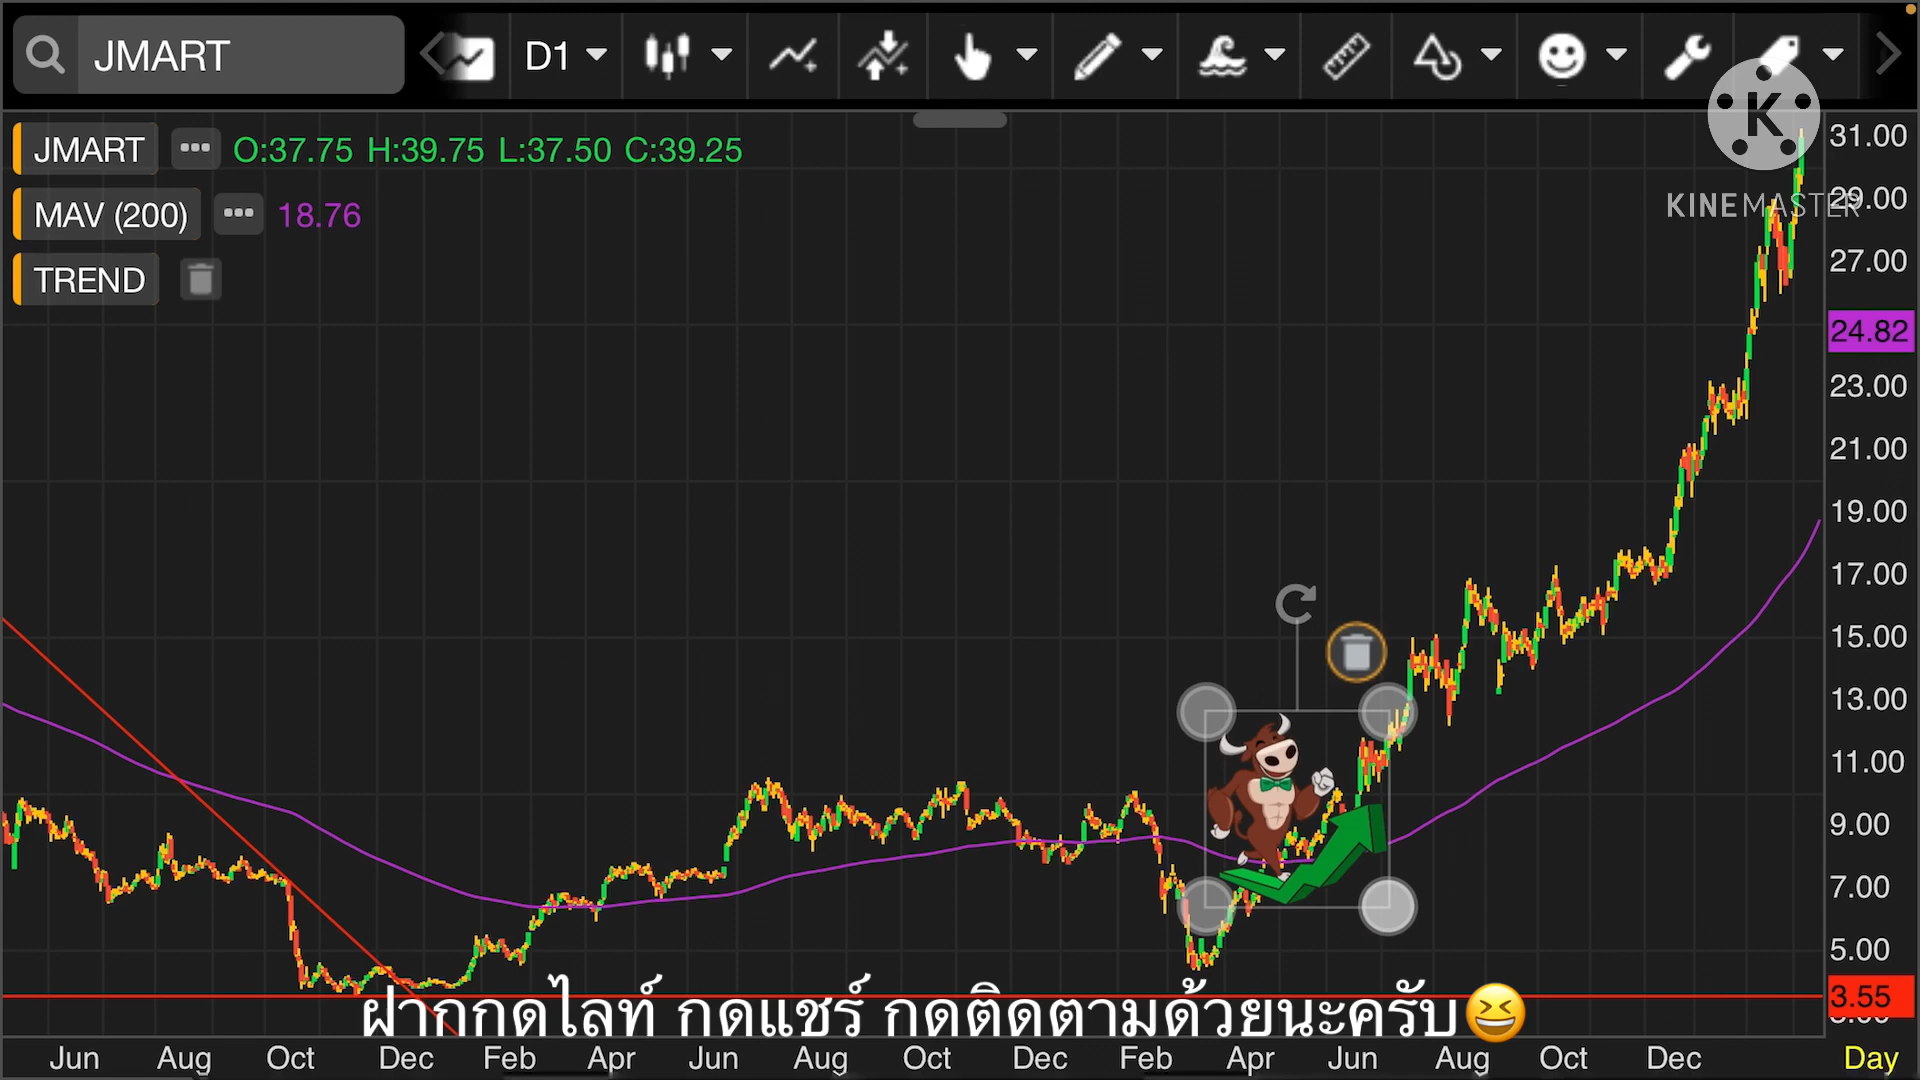 JMART D1
K
JMART O:37.75 H:39.75 L:37.50 C:39.25
KINEMASTER
MAV (200) 18.76
TREND
31.00
29.00
27.00
24.82
23.00
21.00
19.00
17.00
15.00
13.00
11.00
9.00
7.00
5.00
3.55
ฝากกดไลท์ กดแชร์ กดติดตามด้วยนะครับ😆
Jun Aug Oct Dec Feb Apr Jun Aug Oct Dec Feb Apr Jun Aug Oct Dec Day